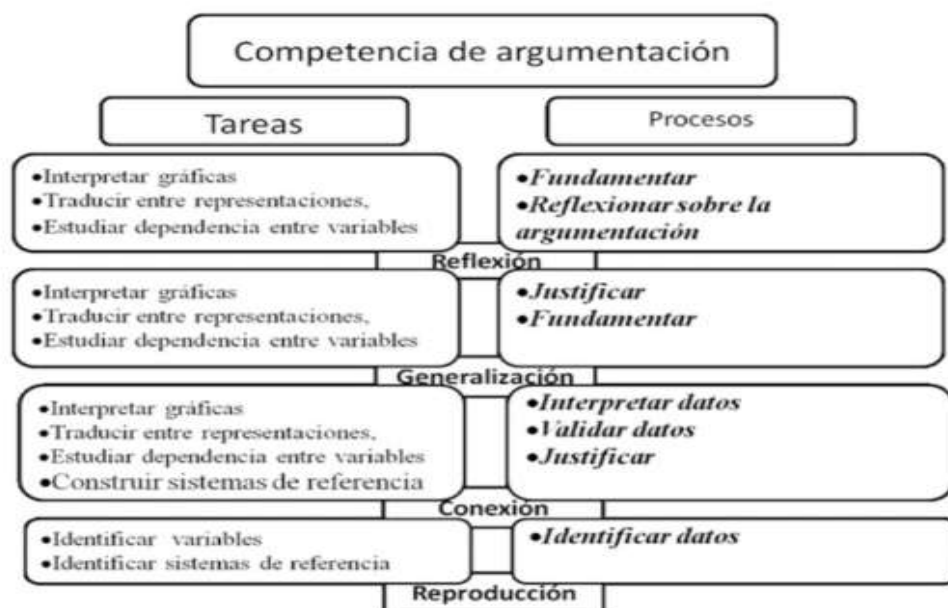 Competencia de argumentación
Tareas
Procesos
•Interpretar gráficas
•Traducir entre representaciones,
•Estudiar dependencia entre variables
•Fundamentar
•Reflexionar sobre la
argumentación
Reflexión
•Interpretar gráficas
•Traducir entre representaciones,
•Estudiar dependencia entre variables
•Justificar
•Fundamentar
Generalización
•Interpretar gráficas
•Traducir entre representaciones,
•Estudiar dependencia entre variables
•Construir sistemas de referencia
•Interpretar datos
•Validar datos
•Justificar
Conexión
•Identificar variables
•Identificar sistemas de referencia
•Identificar datos
Reproducción